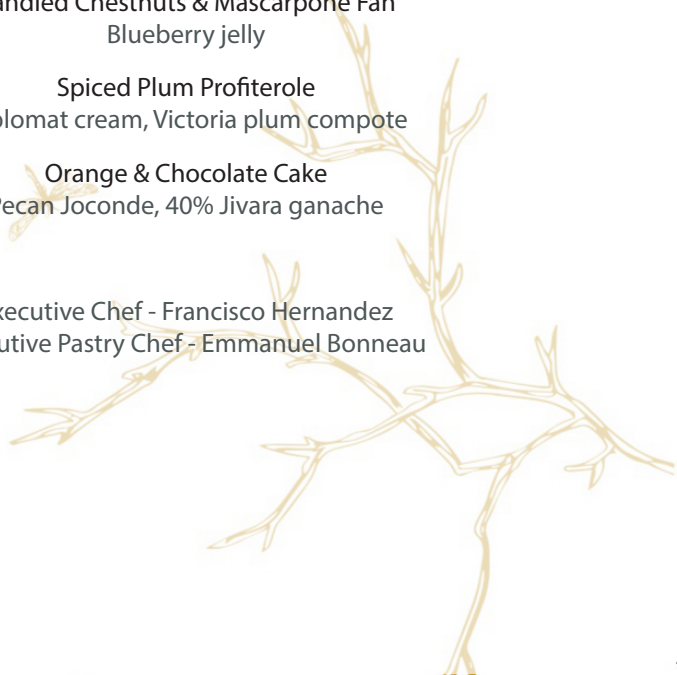 andied Chestnuts & Mascarpone Fan
Blueberry jelly
Spiced Plum Profiterole
plomat cream, Victoria plum compote
Orange & Chocolate Cake
Pecan Joconde, 40% Jivara ganache
xecutive Chef - Francisco Hernandez
utive Pastry Chef - Emmanuel Bonneau